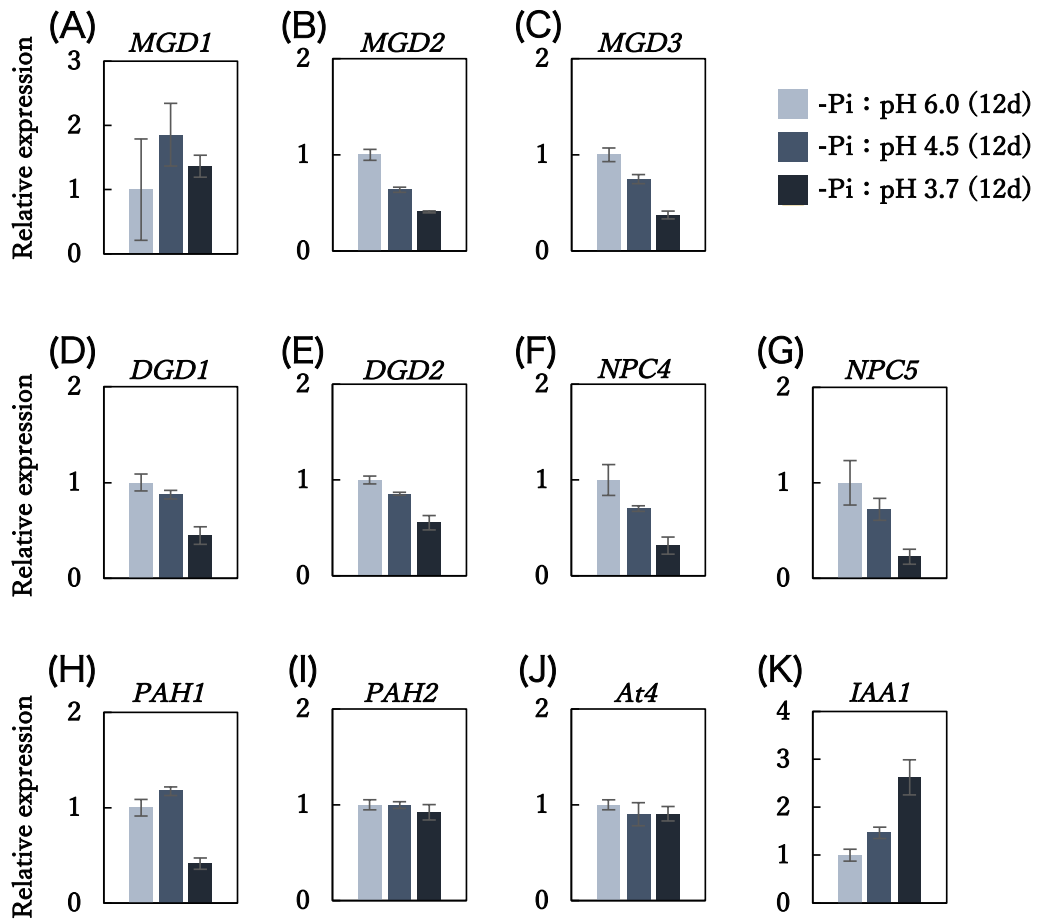 (A) MGD1
(B) MGD2
(C) MGD3
Relative expression
3
2
1
0
2
1
0
2
1
0
-Pi : pH 6.0 (12d)
-Pi : pH 4.5 (12d)
-Pi : pH 3.7 (12d)
(D) DGD1
(E) DGD2
(F) NPC4
(G) NPC5
Relative expression
2
1
0
2
1
0
2
1
0
2
1
0
(H) PAH1
(I) PAH2
(J) At4
(K) IAA1
Relative expression
2
1
0
2
1
0
2
1
0
4
3
2
1
0